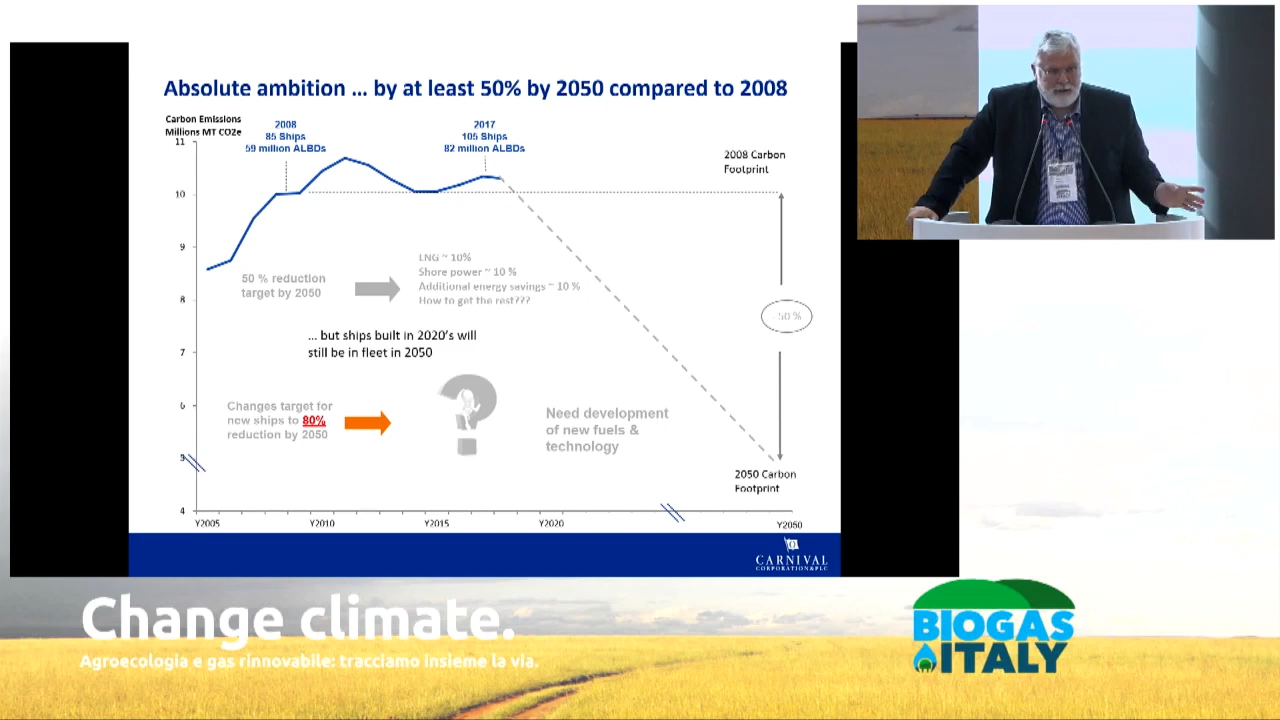 Absolute ambition ... by at least 50% by 2050 compared to 2008
Carbon Emissions
Millions MT CO2e
2008
85 Ships
59 million ALBDs
2017
105 Ships
82 million ALBDs
2008 Carbon
Footprint
11
10
9
8
7
6
5
4
50 % reduction
target by 2050
LNG ~ 10%
Shore power ~ 10 %
Additional energy savings ~ 10 %
How to get the rest???
- 50 %
... but ships built in 2020's will
still be in fleet in 2050
Changes target for
new ships to 80%
reduction by 2050
?
Need development
of new fuels &
technology
2050 Carbon
Footprint
Y2005
Y2010
Y2015
Y2020
Y2050
CARNIVAL
CORPORATION&PLC
Change climate.
Agroecologia e gas rinnovabile: tracciamo insieme la via.
BIOGAS
ITALY